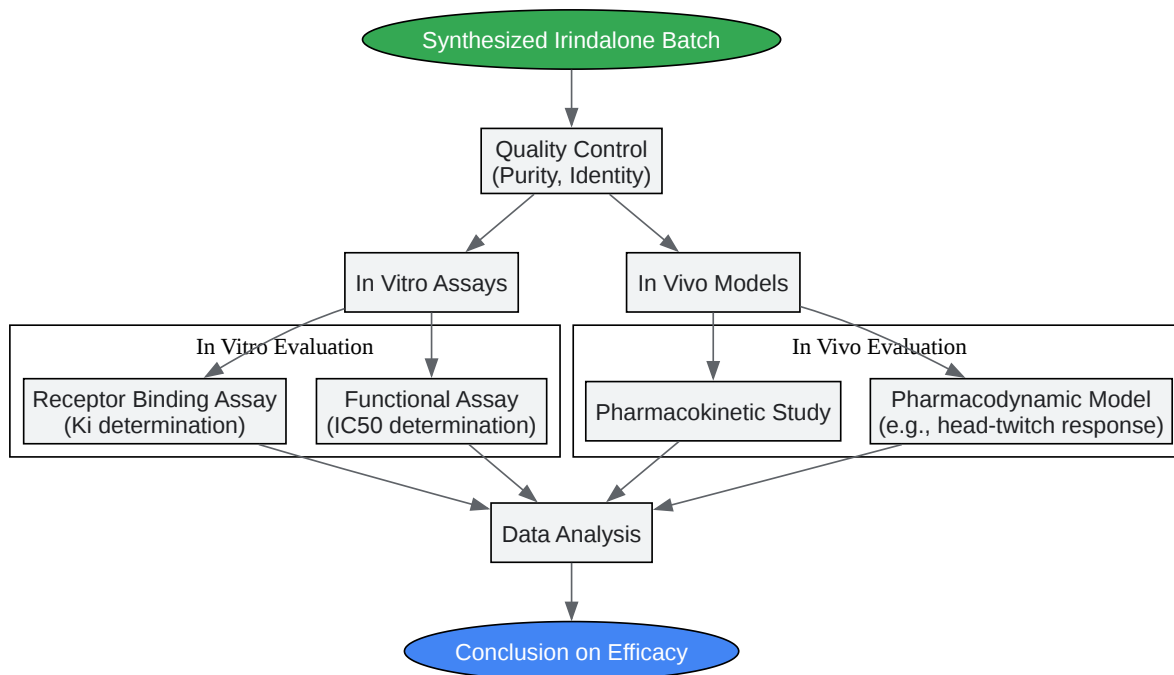 Synthesized Irindalone Batch
Quality Control
(Purity, Identity)
In Vitro Assays
In Vivo Models
In Vitro Evaluation
In Vivo Evaluation
Receptor Binding Assay
(Ki determination)
Functional Assay
(IC50 determination)
Pharmacokinetic Study
Pharmacodynamic Model
(e.g., head-twitch response)
Data Analysis
Conclusion on Efficacy